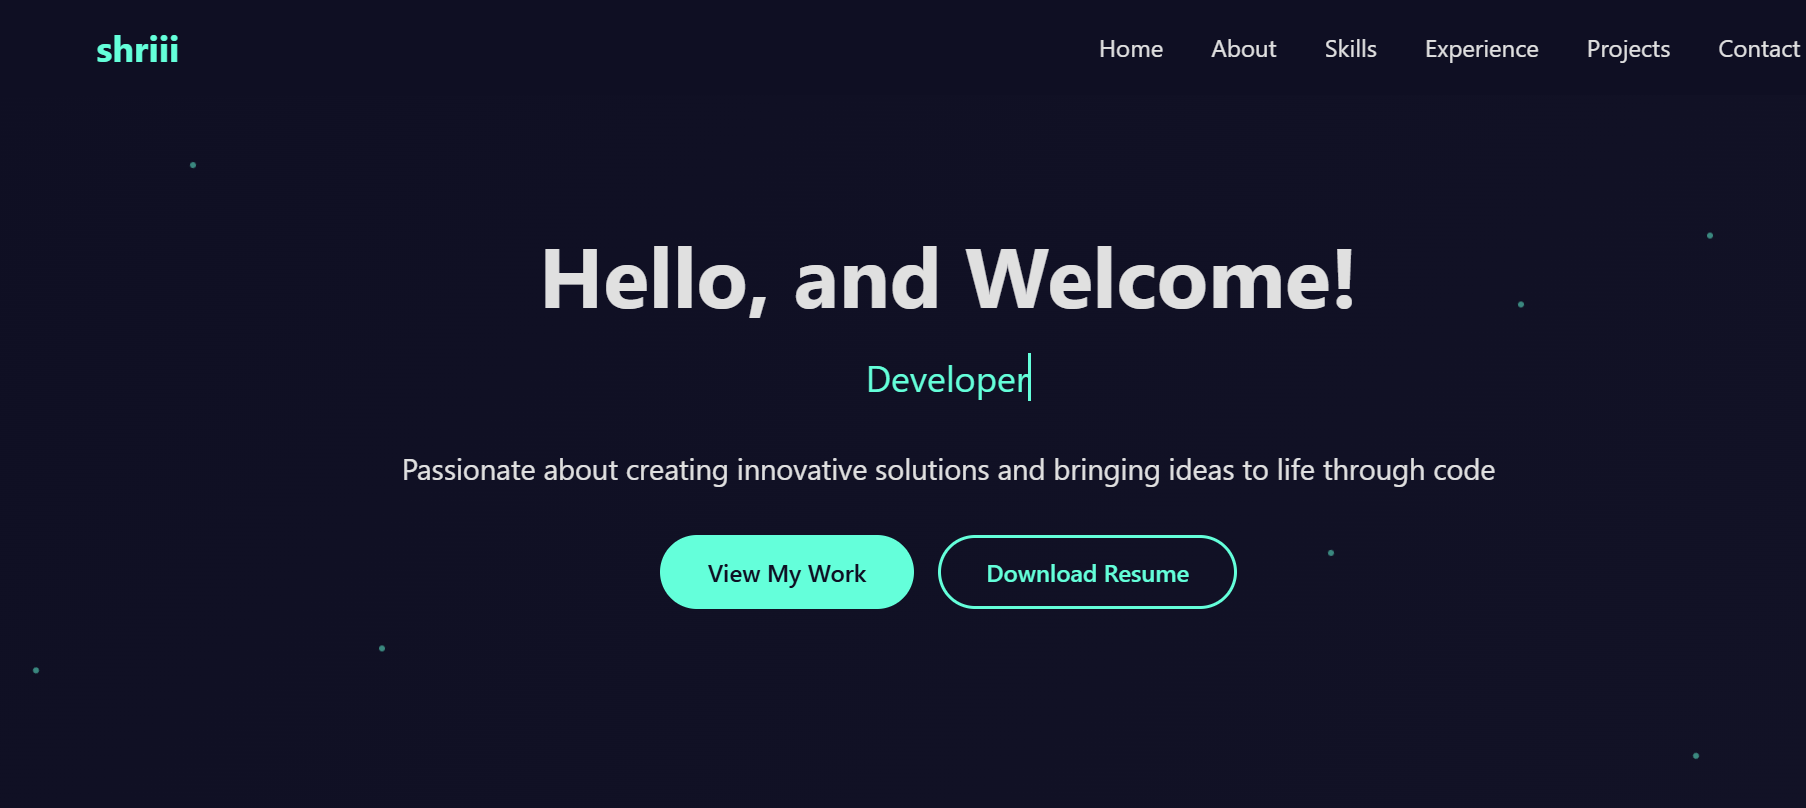 shriii Home About Skills Experience Projects Contact
Hello, and Welcome!
Developer
Passionate about creating innovative solutions and bringing ideas to life through code
View My Work Download Resume